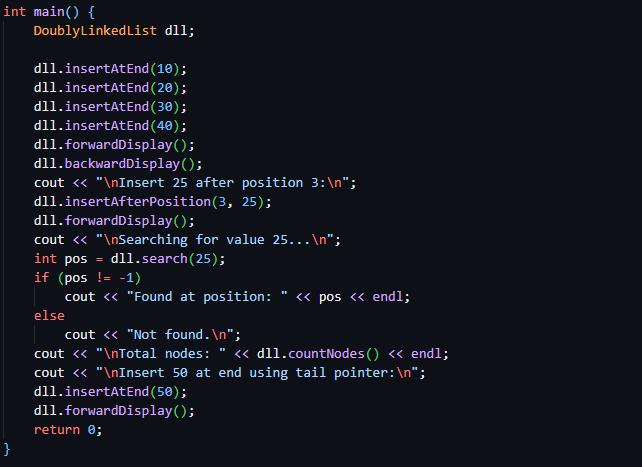 int main() {
    DoublyLinkedList dll;

    dll.insertAtEnd(10);
    dll.insertAtEnd(20);
    dll.insertAtEnd(30);
    dll.insertAtEnd(40);
    dll.forwardDisplay();
    dll.backwardDisplay();
    cout << "\nInsert 25 after position 3:\n";
    dll.insertAfterPosition(3, 25);
    dll.forwardDisplay();
    cout << "\nSearching for value 25...\n";
    int pos = dll.search(25);
    if (pos != -1)
        cout << "Found at position: " << pos << endl;
    else
        cout << "Not found.\n";
    cout << "\nTotal nodes: " << dll.countNodes() << endl;
    cout << "\nInsert 50 at end using tail pointer:\n";
    dll.insertAtEnd(50);
    dll.forwardDisplay();
    return 0;
}